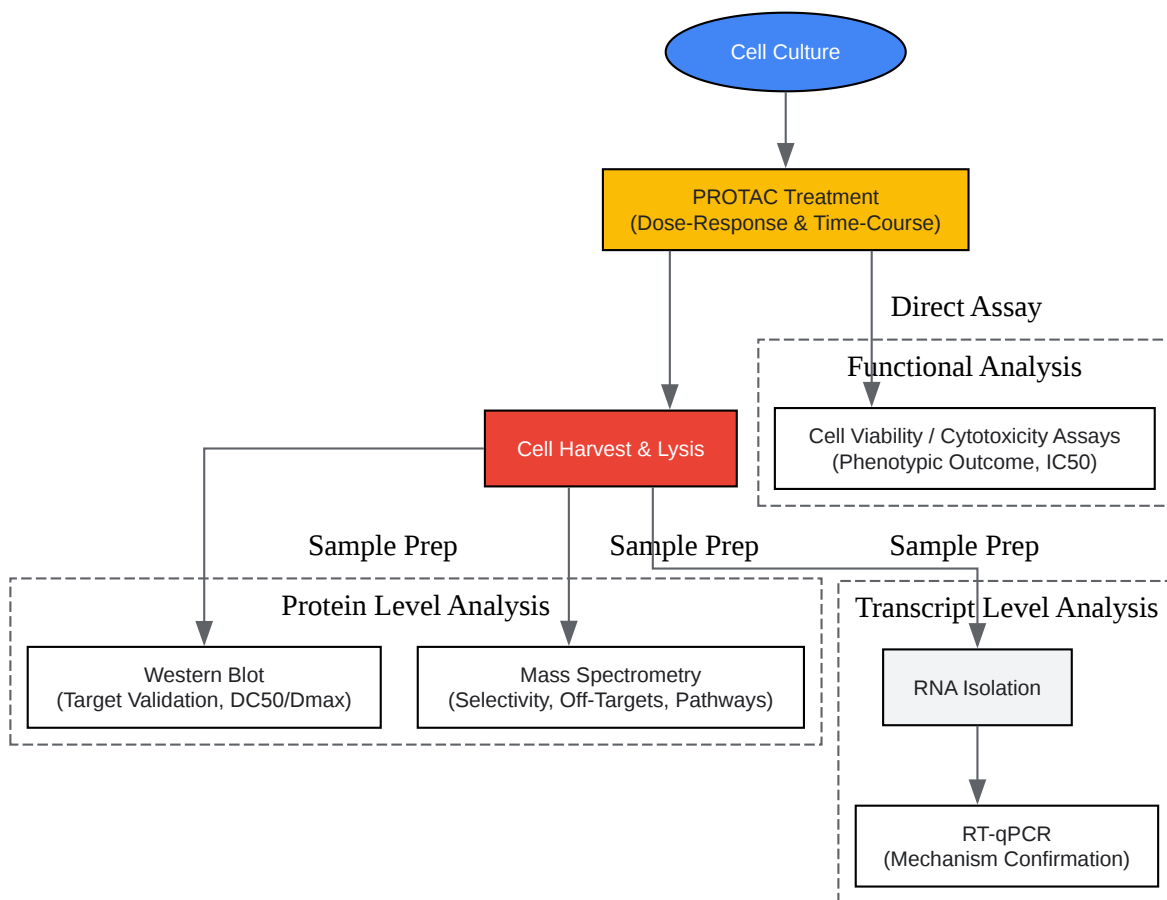 Cell Culture
PROTAC Treatment
(Dose-Response & Time-Course)
Direct Assay
Functional Analysis
Cell Viability / Cytotoxicity Assays
(Phenotypic Outcome, IC50)
Cell Harvest & Lysis
Sample Prep
Sample Prep
Sample Prep
Protein Level Analysis
Western Blot
(Target Validation, DC50/Dmax)
Mass Spectrometry
(Selectivity, Off-Targets, Pathways)
Transcript Level Analysis
RNA Isolation
RT-qPCR
(Mechanism Confirmation)